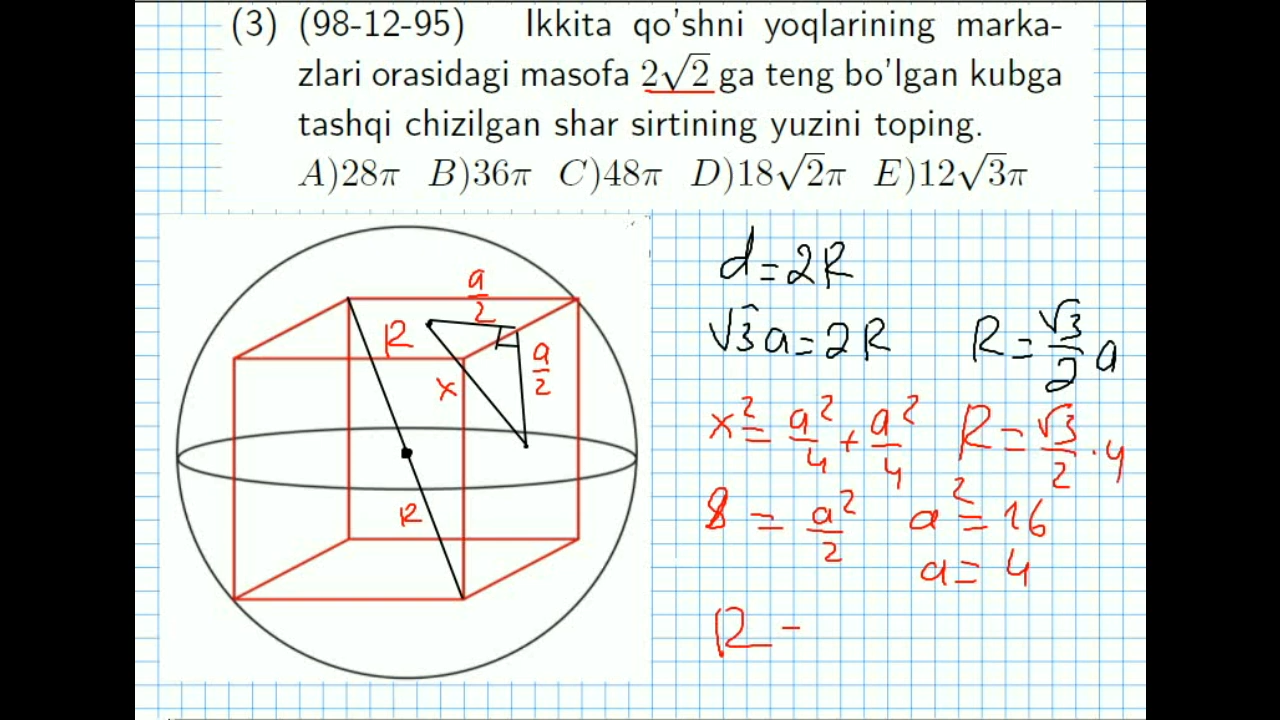 (3) (98-12-95) Ikkita qo'shni yoqlarining marka-
zlari orasidagi masofa 2√2 ga teng bo'lgan kubga
tashqi chizilgan shar sirtining yuzini toping.
A)28π B)36π C)48π D)18√2π E)12√3π
a/2
R
a/2
x
R
d=2R
√3a=2R R=√3/2 a
x²=a²/4+a²/4 R=√3/2·4
8=a²/2 a²=16
a=4
R-